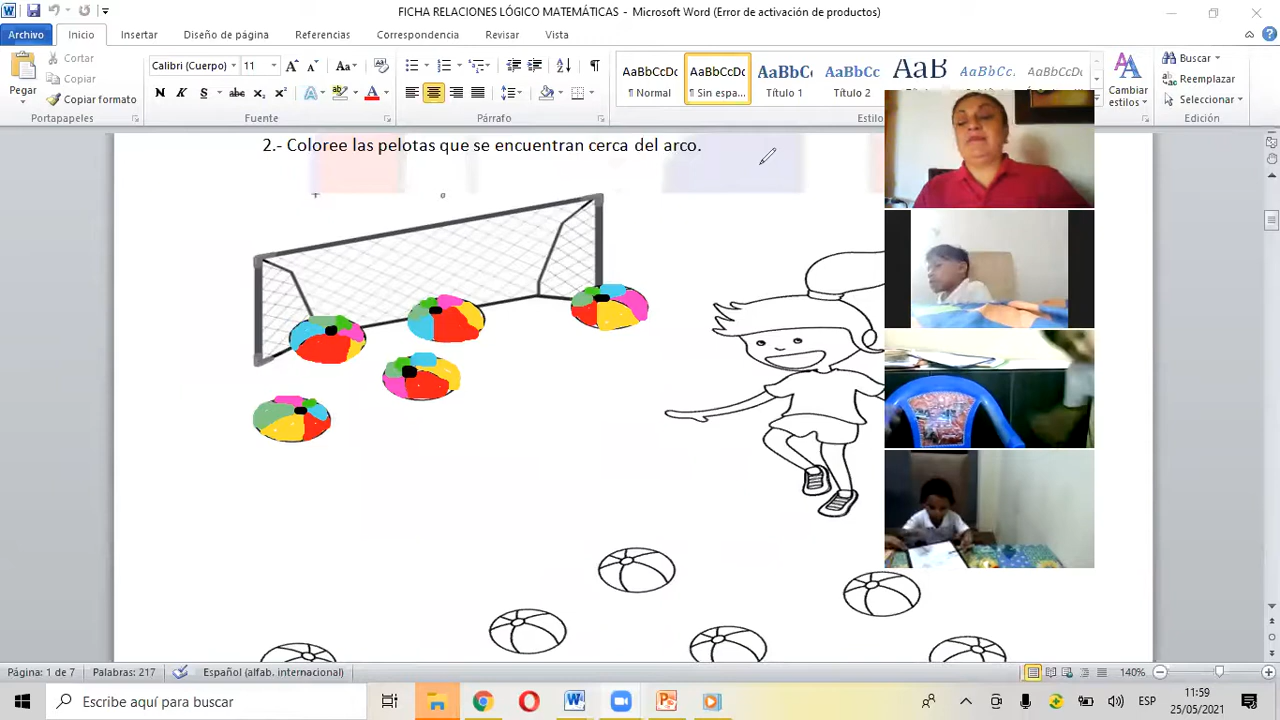 FICHA RELACIONES LÓGICO MATEMÁTICAS - Microsoft Word (Error de activación de productos)
Archivo Inicio Insertar Diseño de página Referencias Correspondencia Revisar Vista
Cortar
Copiar
Copiar formato
Pegar
Portapapeles
Calibri (Cuerpo) 11
Fuente
Párrafo
AaBbCcDc AaBbCcDc AaBbC AaBbCc AaB AaBbCc. AaBbCcDc
¶ Normal ¶ Sin espa... Título 1 Título 2
Estilo
Cambiar estilos
Buscar
Reemplazar
Seleccionar
Edición
2.- Coloree las pelotas que se encuentran cerca del arco.
Página: 1 de 7 Palabras: 217 Español (alfab. internacional) 140%
Escribe aquí para buscar
ESP
11:59
25/05/2021